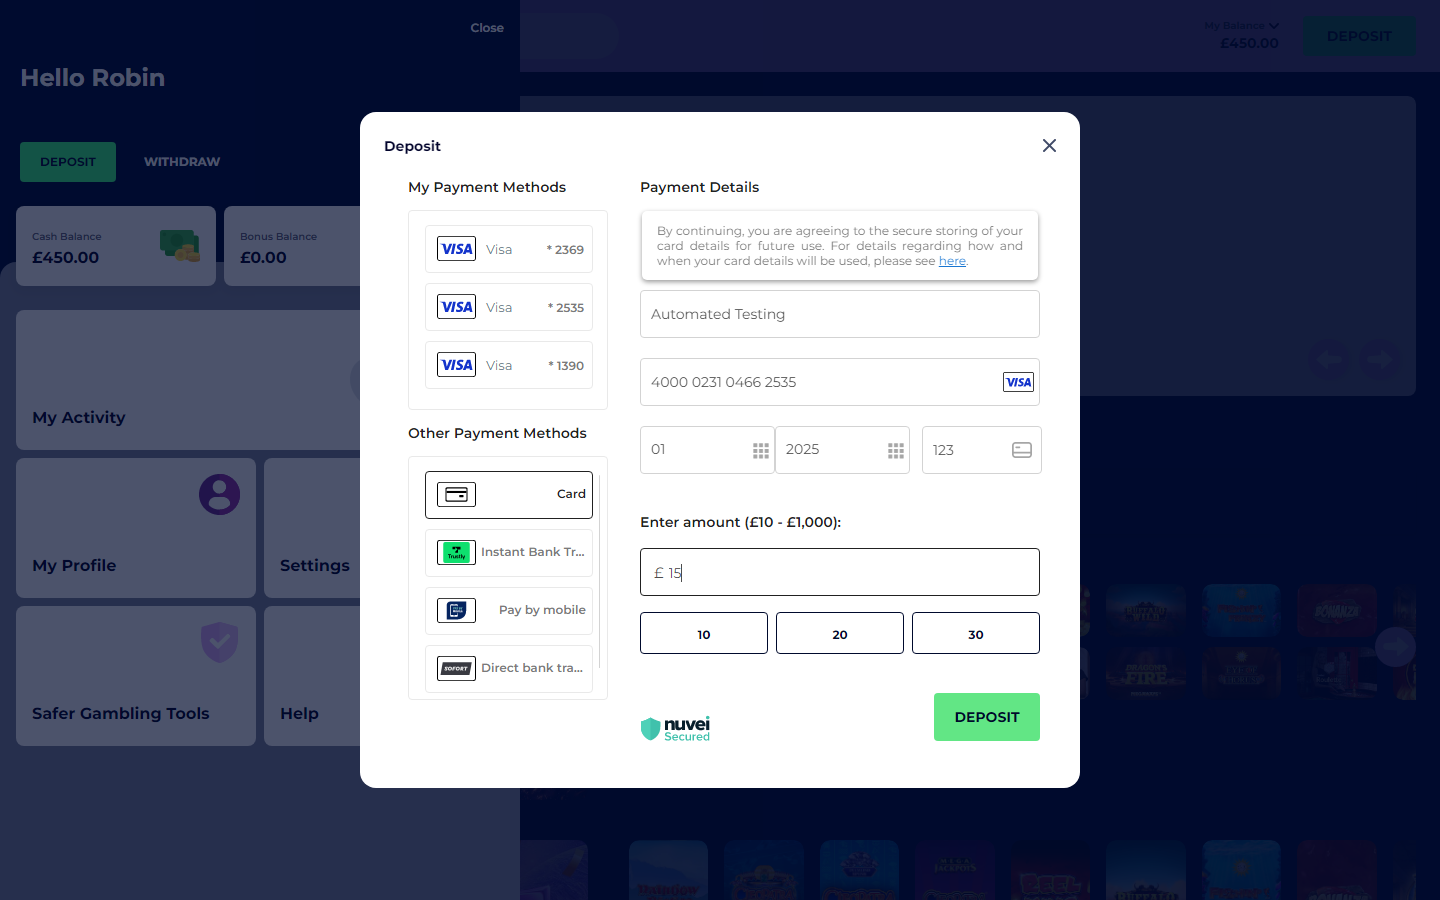 Close
Hello Robin
DEPOSIT
WITHDRAW
Cash Balance
£450.00
Bonus Balance
£0.00
My Activity
My Profile
Settings
Safer Gambling Tools
Help
My Balance
£450.00
DEPOSIT
Deposit
My Payment Methods
VISA Visa * 2369
VISA Visa * 2535
VISA Visa * 1390
Other Payment Methods
Card
Trustly Instant Bank Tr...
Pay by mobile
SOFORT Direct bank tra...
Payment Details
By continuing, you are agreeing to the secure storing of your
card details for future use. For details regarding how and
when your card details will be used, please see here.
Automated Testing
4000 0231 0466 2535 VISA
01 2025 123
Enter amount (£10 - £1,000):
£ 15
10 20 30
nuvei
Secured
DEPOSIT
BONANZA
DRAGON'S
FIRE